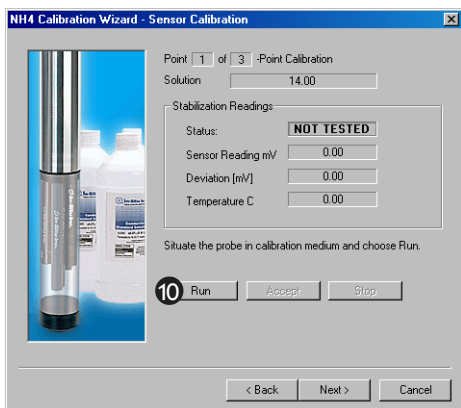 NH4 Calibration Wizard - Sensor Calibration
Point 1 of 3 -Point Calibration
Solution 14.00
Stabilization Readings
Status: NOT TESTED
Sensor Reading mV 0.00
Deviation [mV] 0.00
Temperature C 0.00
Situate the probe in calibration medium and choose Run.
10 Run Accept Stop
< Back Next > Cancel